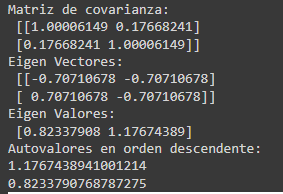 Matriz de covarianza:
[[1.00006149 0.17668241]
[0.17668241 1.00006149]]
Eigen Vectores:
[[-0.70710678 -0.70710678]
[ 0.70710678 -0.70710678]]
Eigen Valores:
[0.82337908 1.17674389]
Autovalores en orden descendente:
1.1767438941001214
0.8233790768787275